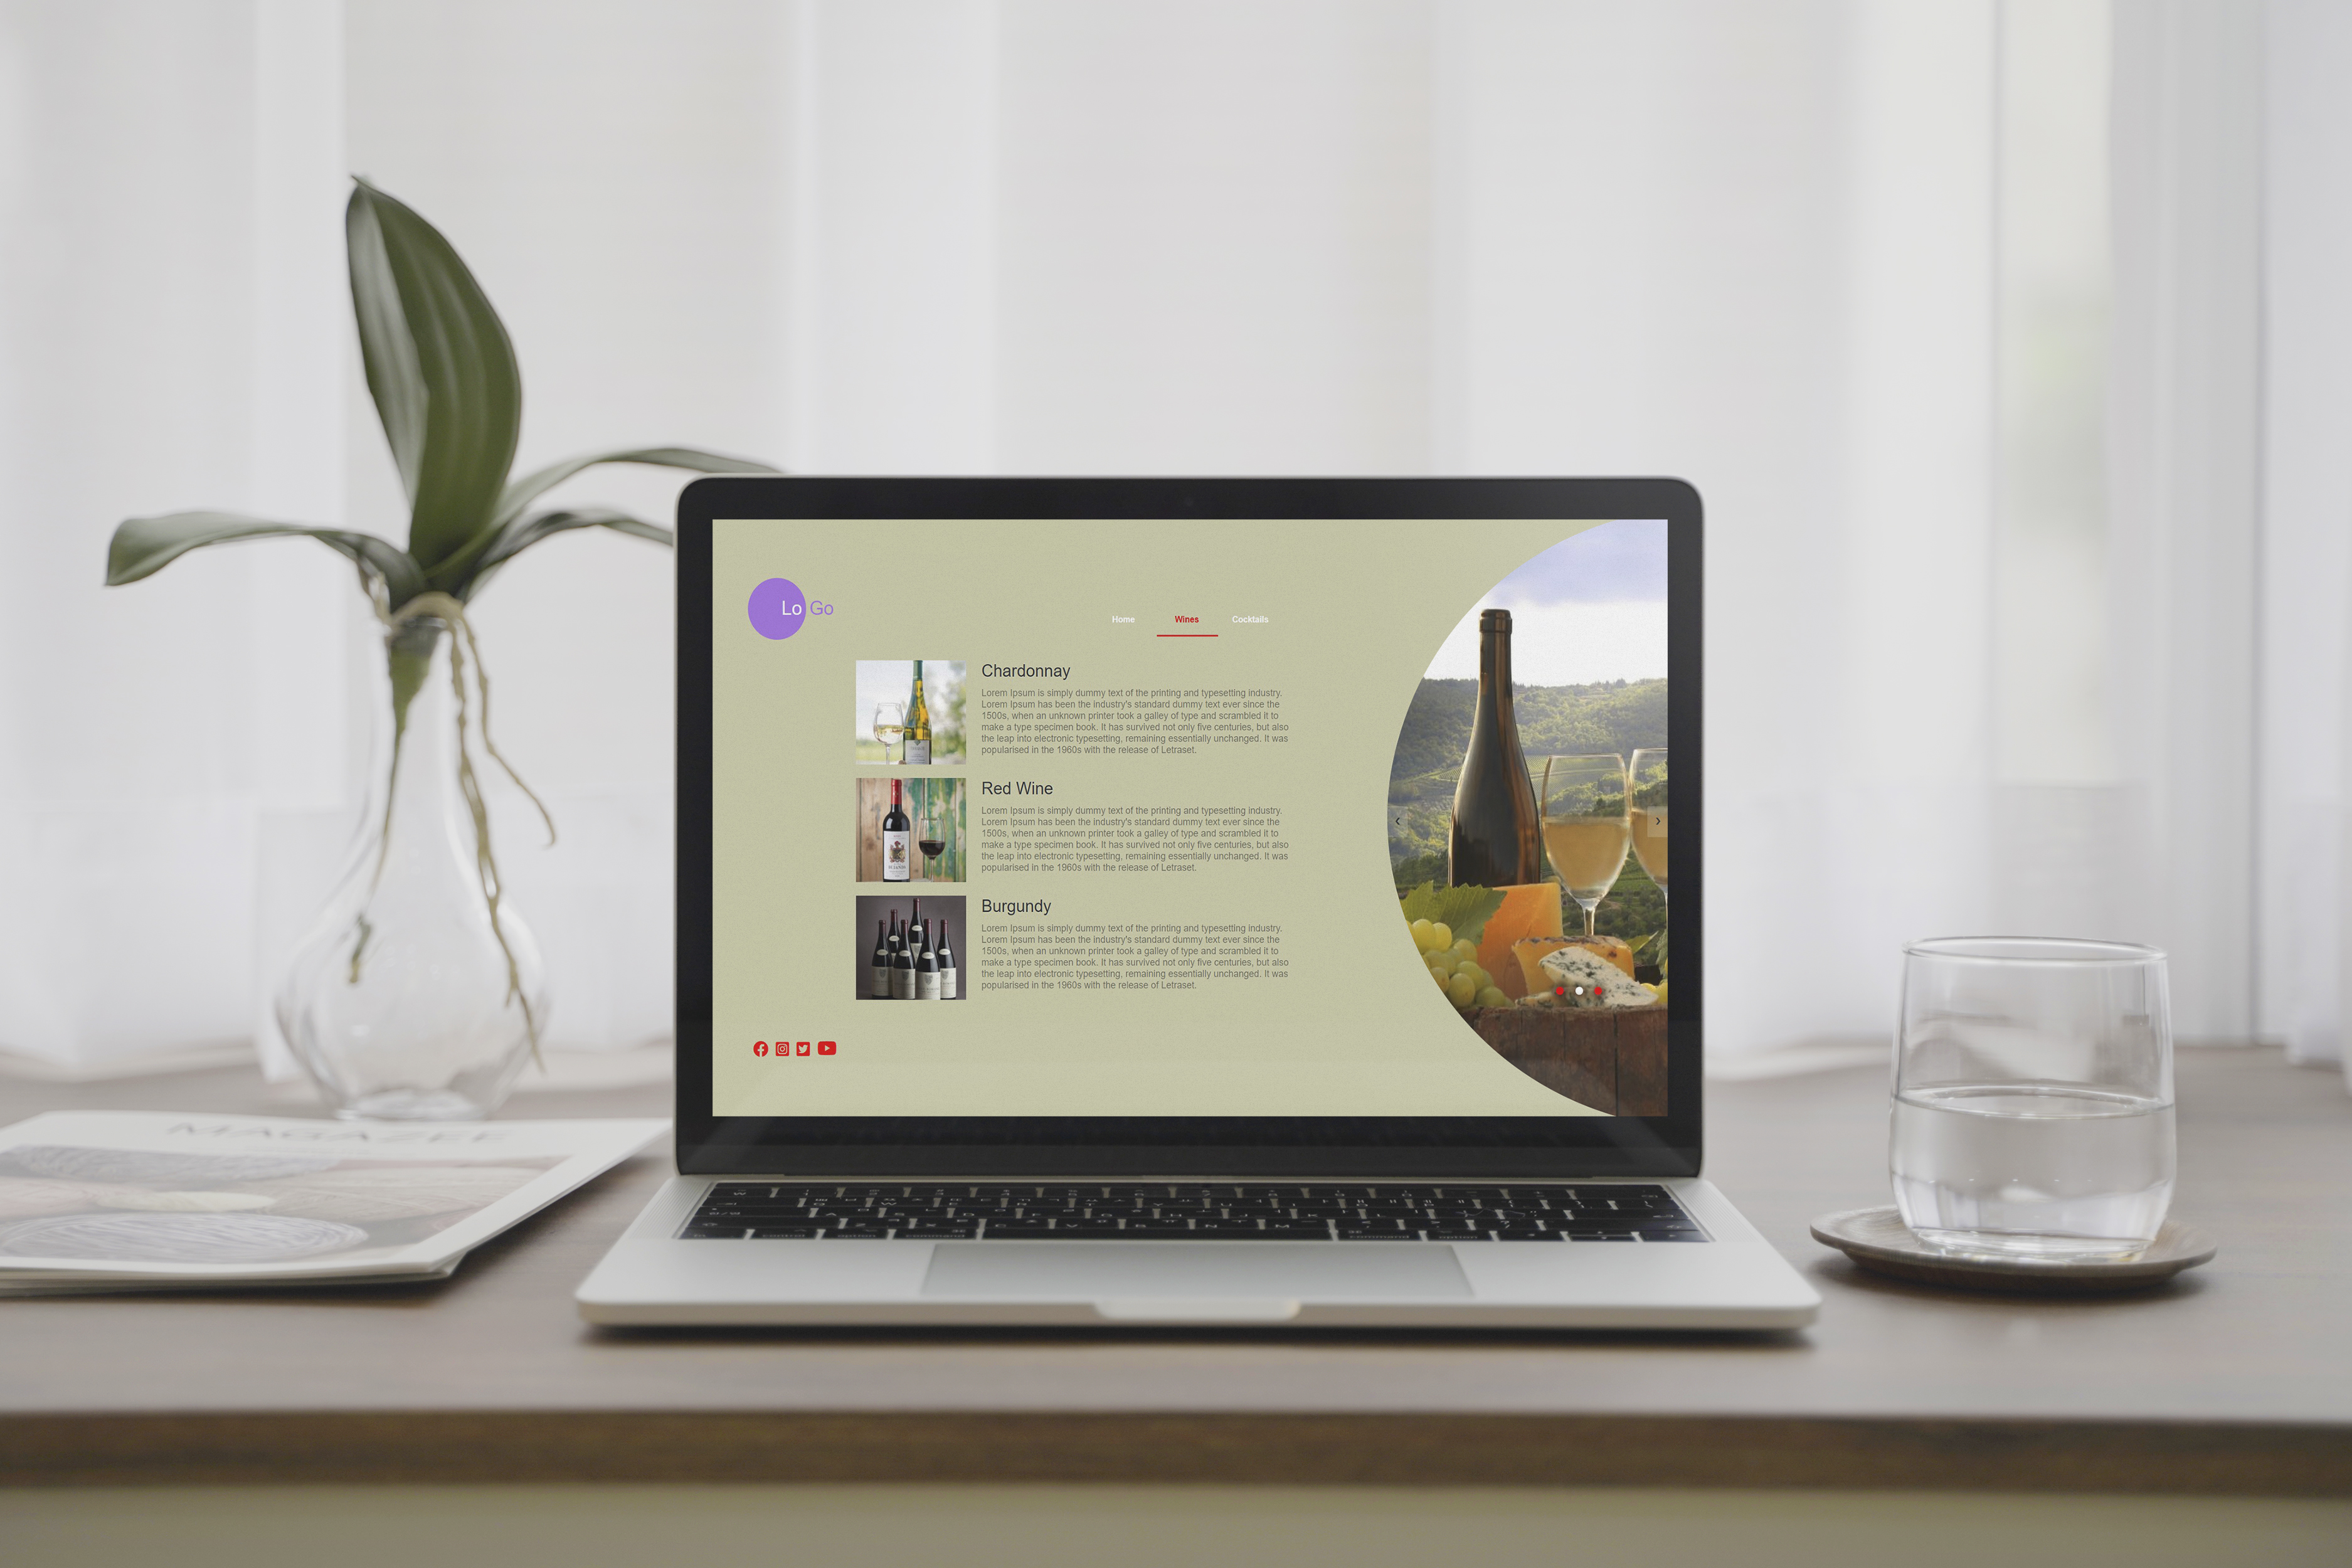 Lo Go
Home Wines Cocktails
Chardonnay
Lorem Ipsum is simply dummy text of the printing and typesetting industry.
Lorem Ipsum has been the industry's standard dummy text ever since the
1500s, when an unknown printer took a galley of type and scrambled it to
make a type specimen book. It has survived not only five centuries, but also
the leap into electronic typesetting, remaining essentially unchanged. It was
popularised in the 1960s with the release of Letraset.
Red Wine
Lorem Ipsum is simply dummy text of the printing and typesetting industry.
Lorem Ipsum has been the industry's standard dummy text ever since the
1500s, when an unknown printer took a galley of type and scrambled it to
make a type specimen book. It has survived not only five centuries, but also
the leap into electronic typesetting, remaining essentially unchanged. It was
popularised in the 1960s with the release of Letraset.
Burgundy
Lorem Ipsum is simply dummy text of the printing and typesetting industry.
Lorem Ipsum has been the industry's standard dummy text ever since the
1500s, when an unknown printer took a galley of type and scrambled it to
make a type specimen book. It has survived not only five centuries, but also
the leap into electronic typesetting, remaining essentially unchanged. It was
popularised in the 1960s with the release of Letraset.
MAGAZEE
command command option